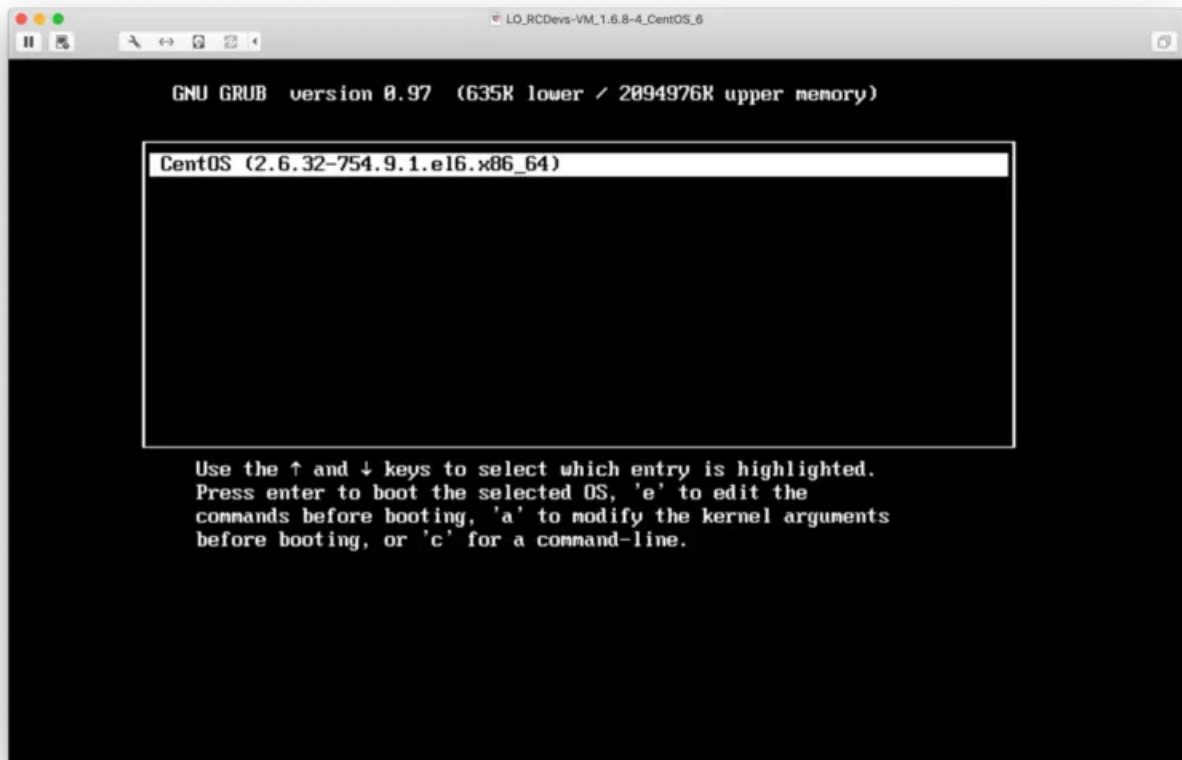 LO_RCDevs-VM_1.6.8-4_CentOS_6
GNU GRUB version 0.97 (635K lower / 2094976K upper memory)
CentOS (2.6.32-754.9.1.el6.x86_64)
Use the ↑ and ↓ keys to select which entry is highlighted.
Press enter to boot the selected OS, 'e' to edit the
commands before booting, 'a' to modify the kernel arguments
before booting, or 'c' for a command-line.